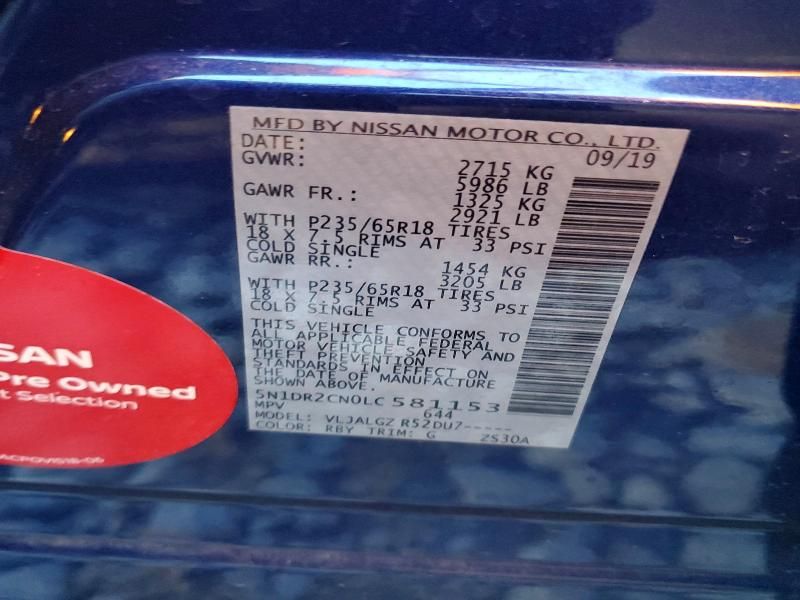 MFD BY NISSAN MOTOR CO., LTD.
DATE: 09/19
GVWR: 2715 KG
5986 LB
GAWR FR.: 1325 KG
2921 LB
WITH P235/65R18 TIRES
18 X 7.5 RIMS AT 33 PSI
COLD SINGLE
GAWR RR.: 1454 KG
3205 LB
WITH P235/65R18 TIRES
18 X 7.5 RIMS AT 33 PSI
COLD SINGLE
THIS VEHICLE CONFORMS TO
ALL APPLICABLE FEDERAL
MOTOR VEHICLE SAFETY AND
THEFT PREVENTION
STANDARDS IN EFFECT ON
THE DATE OF MANUFACTURE
SHOWN ABOVE.
5N1DR2CN0LC581153
MPV 644
MODEL: VLJALGZ R52DU7-----
COLOR: RBY TRIM: G ZS30A
SSAN
Pre Owned
t Selection